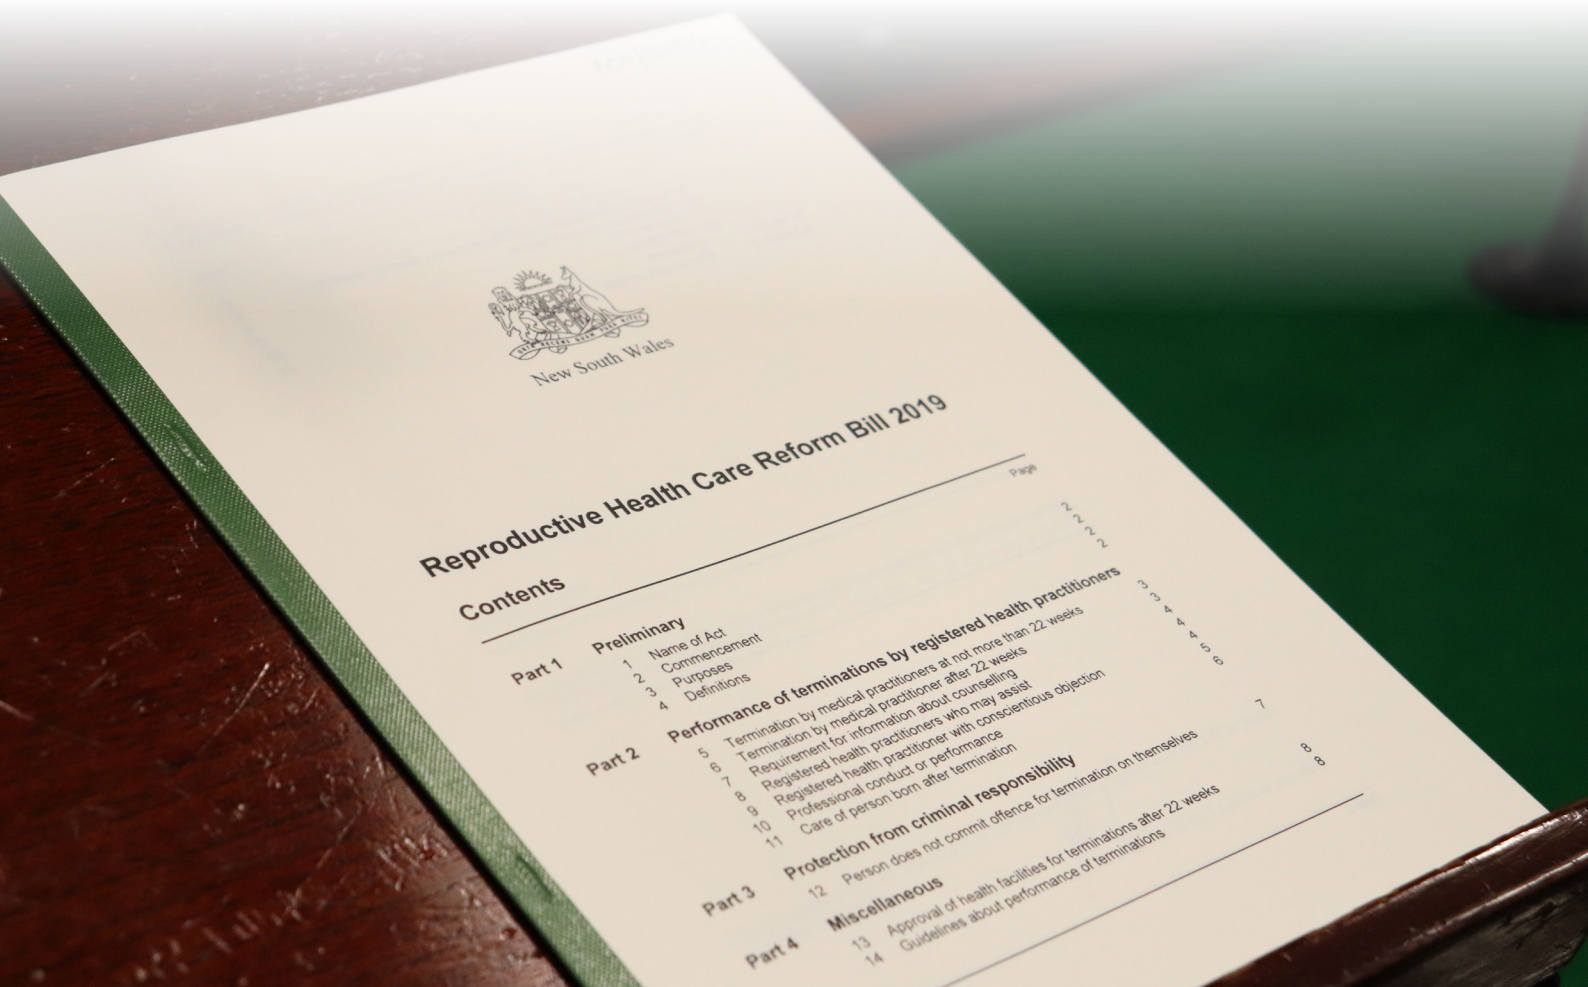 New South Wales
Reproductive Health Care Reform Bill 2019
Contents
Page
Part 1 Preliminary
1 Name of Act 2
2 Commencement 2
3 Purposes 2
4 Definitions 2
Part 2 Performance of terminations by registered health practitioners
5 Termination by medical practitioners at not more than 22 weeks 3
6 Termination by medical practitioner after 22 weeks 3
7 Requirement for information about counselling 4
8 Registered health practitioners who may assist 4
9 Registered health practitioner with conscientious objection 4
10 Professional conduct or performance 5
11 Care of person born after termination 6
Part 3 Protection from criminal responsibility
12 Person does not commit offence for termination on themselves 7
Part 4 Miscellaneous
13 Approval of health facilities for terminations after 22 weeks 8
14 Guidelines about performance of terminations 8